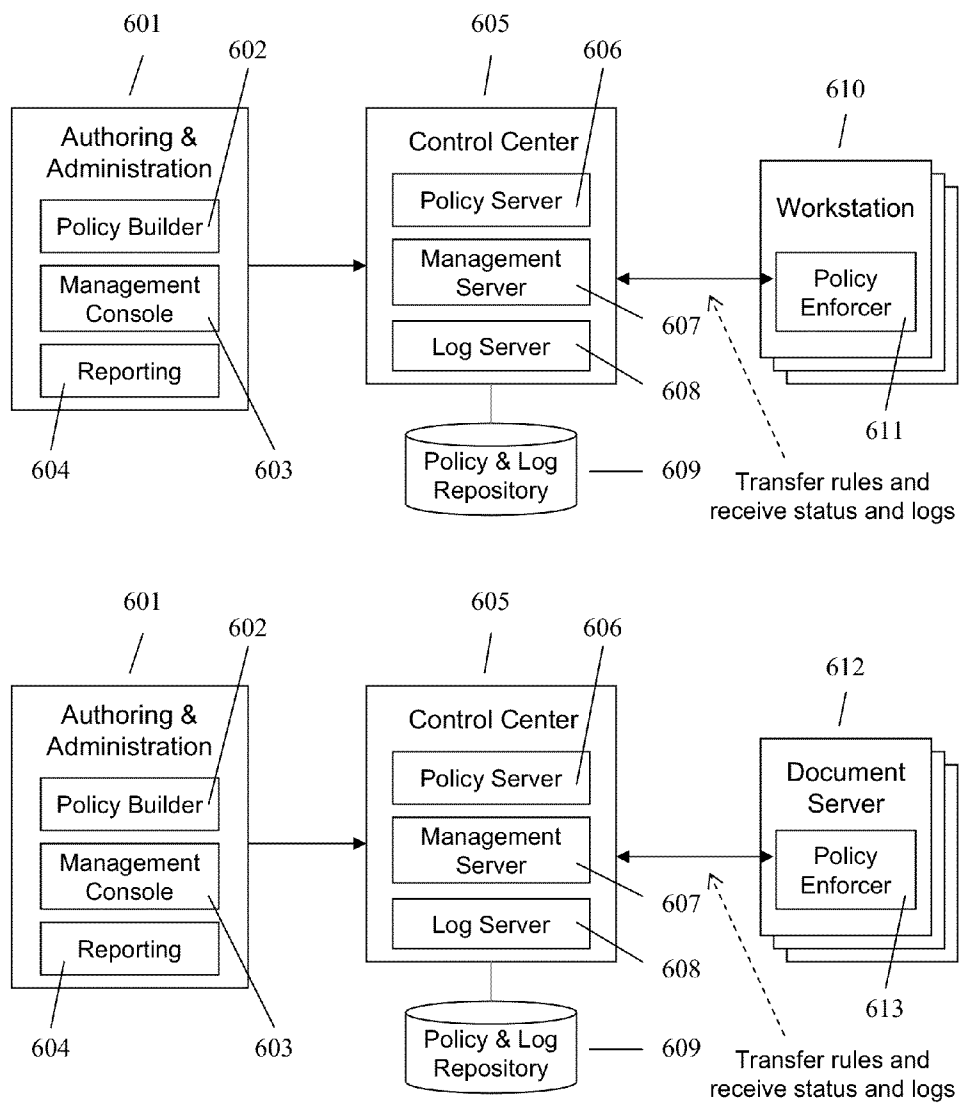 601
602
605
606
610
Authoring &
Administration
Policy Builder
Management
Console
Reporting
604
603
Control Center
Policy Server
Management
Server
Log Server
607
608
Policy & Log
Repository
609
Workstation
Policy
Enforcer
611
Transfer rules and
receive status and logs
601
602
605
606
612
Authoring &
Administration
Policy Builder
Management
Console
Reporting
604
603
Control Center
Policy Server
Management
Server
Log Server
607
608
Policy & Log
Repository
609
Document
Server
Policy
Enforcer
613
Transfer rules and
receive status and logs